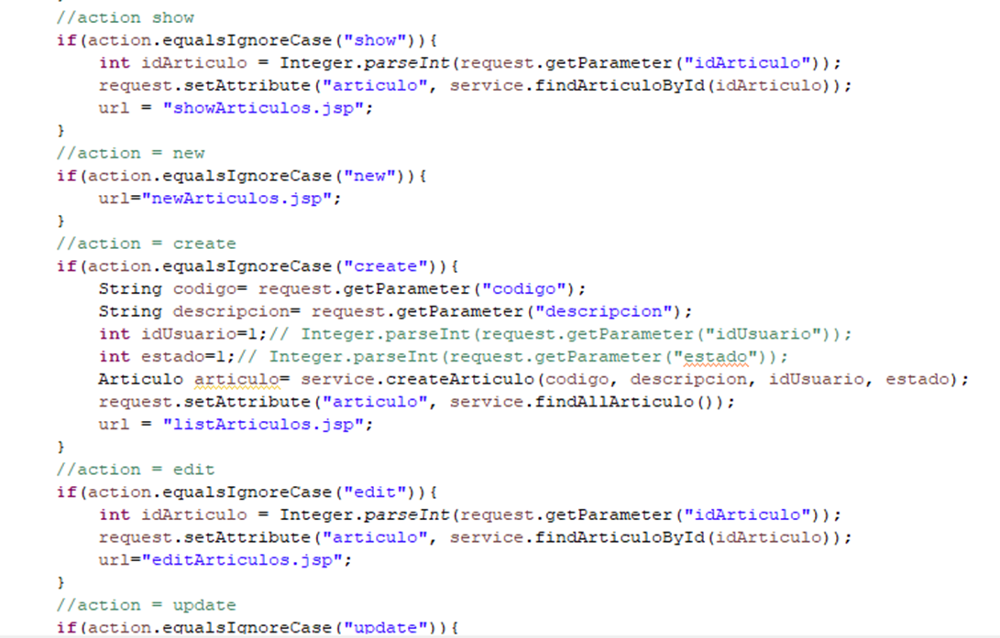 //action show
if(action.equalsIgnoreCase("show")){
int idArticulo = Integer.parseInt(request.getParameter("idArticulo"));
request.setAttribute("articulo", service.findArticuloById(idArticulo));
url = "showArticulos.jsp";
}
//action = new
if(action.equalsIgnoreCase("new")){
url="newArticulos.jsp";
}
//action = create
if(action.equalsIgnoreCase("create")){
String codigo= request.getParameter("codigo");
String descripcion= request.getParameter("descripcion");
int idUsuario=1;// Integer.parseInt(request.getParameter("idUsuario"));
int estado=1;// Integer.parseInt(request.getParameter("estado"));
Articulo articulo= service.createArticulo(codigo, descripcion, idUsuario, estado);
request.setAttribute("articulo", service.findAllArticulo());
url = "listArticulos.jsp";
}
//action = edit
if(action.equalsIgnoreCase("edit")){
int idArticulo = Integer.parseInt(request.getParameter("idArticulo"));
request.setAttribute("articulo", service.findArticuloById(idArticulo));
url="editArticulos.jsp";
}
//action = update
if(action.equalsIgnoreCase("update")){